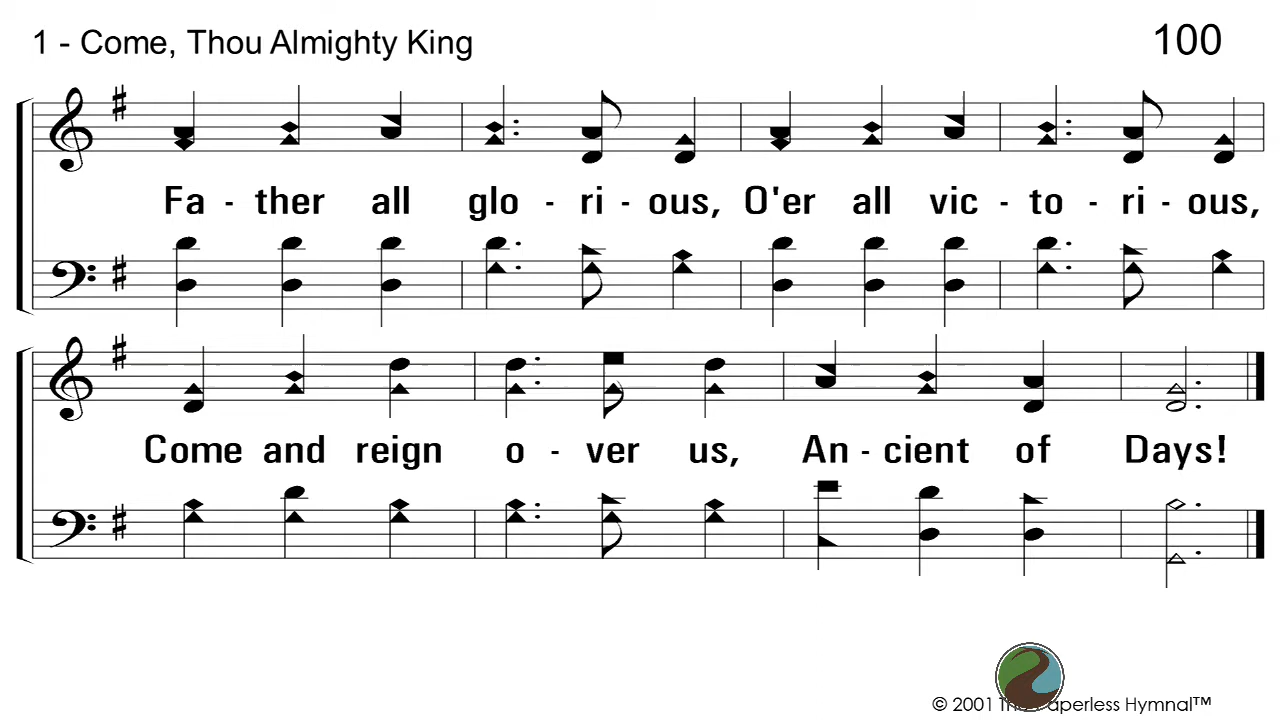 1 - Come, Thou Almighty King 100
Fa - ther all glo - ri - ous, O'er all vic - to - ri - ous,
Come and reign o - ver us, An - cient of Days!
© 2001 The Paperless Hymnal™